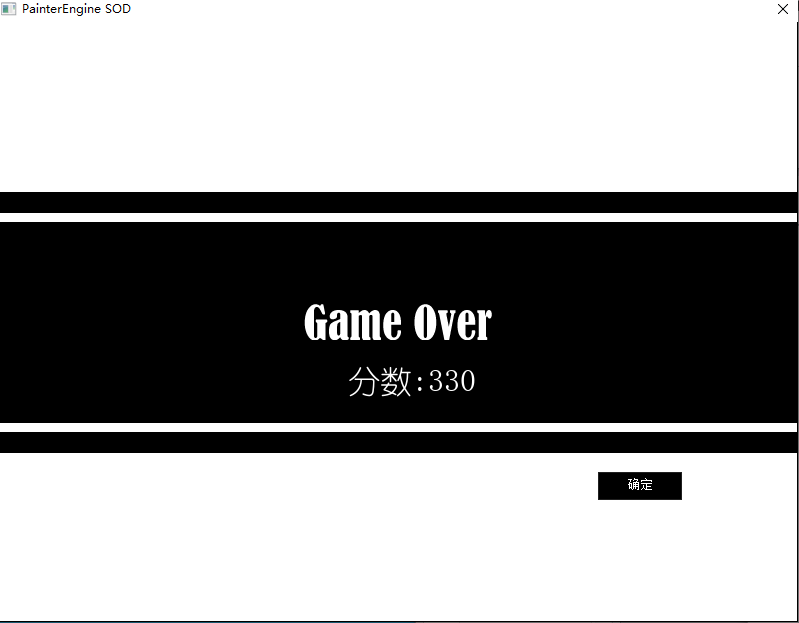 PainterEngine SOD
Game Over
分数:330
确定